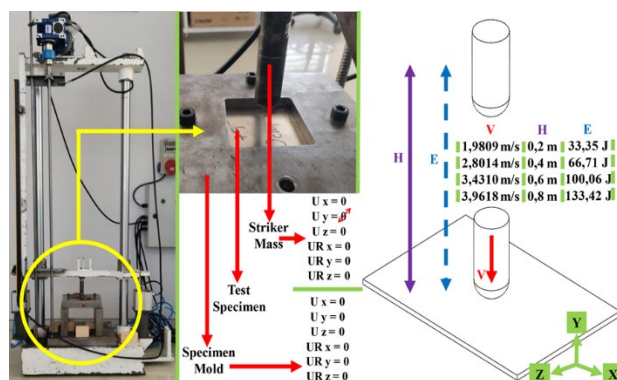 U x = 0
U y = 0
U z = 0
UR x = 0
UR y = 0
UR z = 0
Striker
Mass
Test
Specimen
U x = 0
U y = 0
U z = 0
UR x = 0
UR y = 0
UR z = 0
Specimen
Mold
H
E
V H E
1,9809 m/s 0,2 m 33,35 J
2,8014 m/s 0,4 m 66,71 J
3,4310 m/s 0,6 m 100,06 J
3,9618 m/s 0,8 m 133,42 J
V
Y
Z
X